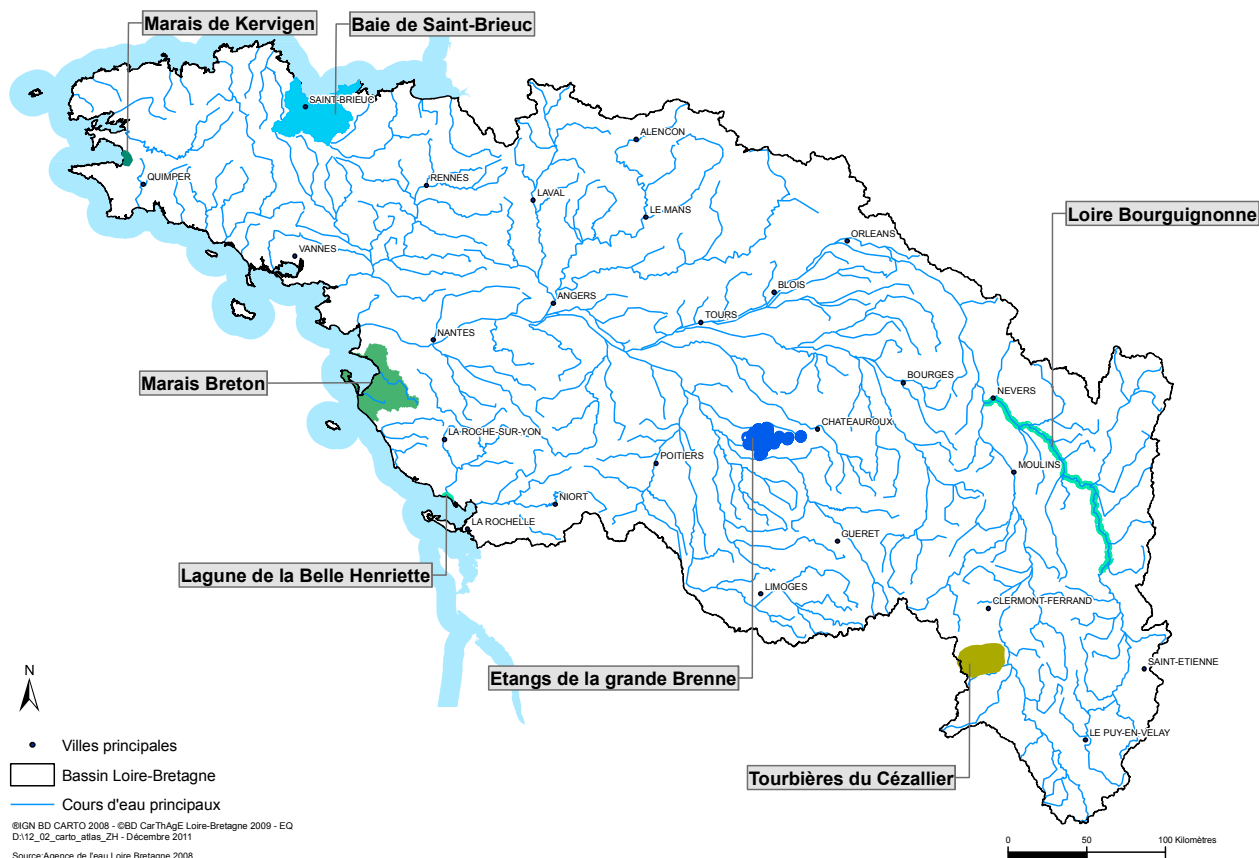 Marais de Kervigen
Baie de Saint-Brieuc
SAINT-BRIEUC
ALENCON
QUIMPER
RENNES
LAVAL
LE MANS
Loire Bourguignonne
ORLEANS
VANNES
BLOIS
ANGERS
TOURS
NANTES
Marais Breton
BOURGES
NEVERS
CHATEAUROUX
LA ROCHE-SUR-YON
POITIERS
MOULINS
NIORT
LA ROCHELLE
GUERET
Lagune de la Belle Henriette
LIMOGES
CLERMONT-FERRAND
SAINT-ETIENNE
Etangs de la grande Brenne
LE PUY-EN-VELAY
Tourbières du Cézallier
N
Villes principales
Bassin Loire-Bretagne
Cours d'eau principaux
©IGN BD CARTO 2008 - ©BD CarThAgE Loire-Bretagne 2009 - EQ
D:\12_02_carto_atlas_ZH - Décembre 2011
Source:Agence de l'eau Loire Bretagne 2008
0 50 100 Kilomètres